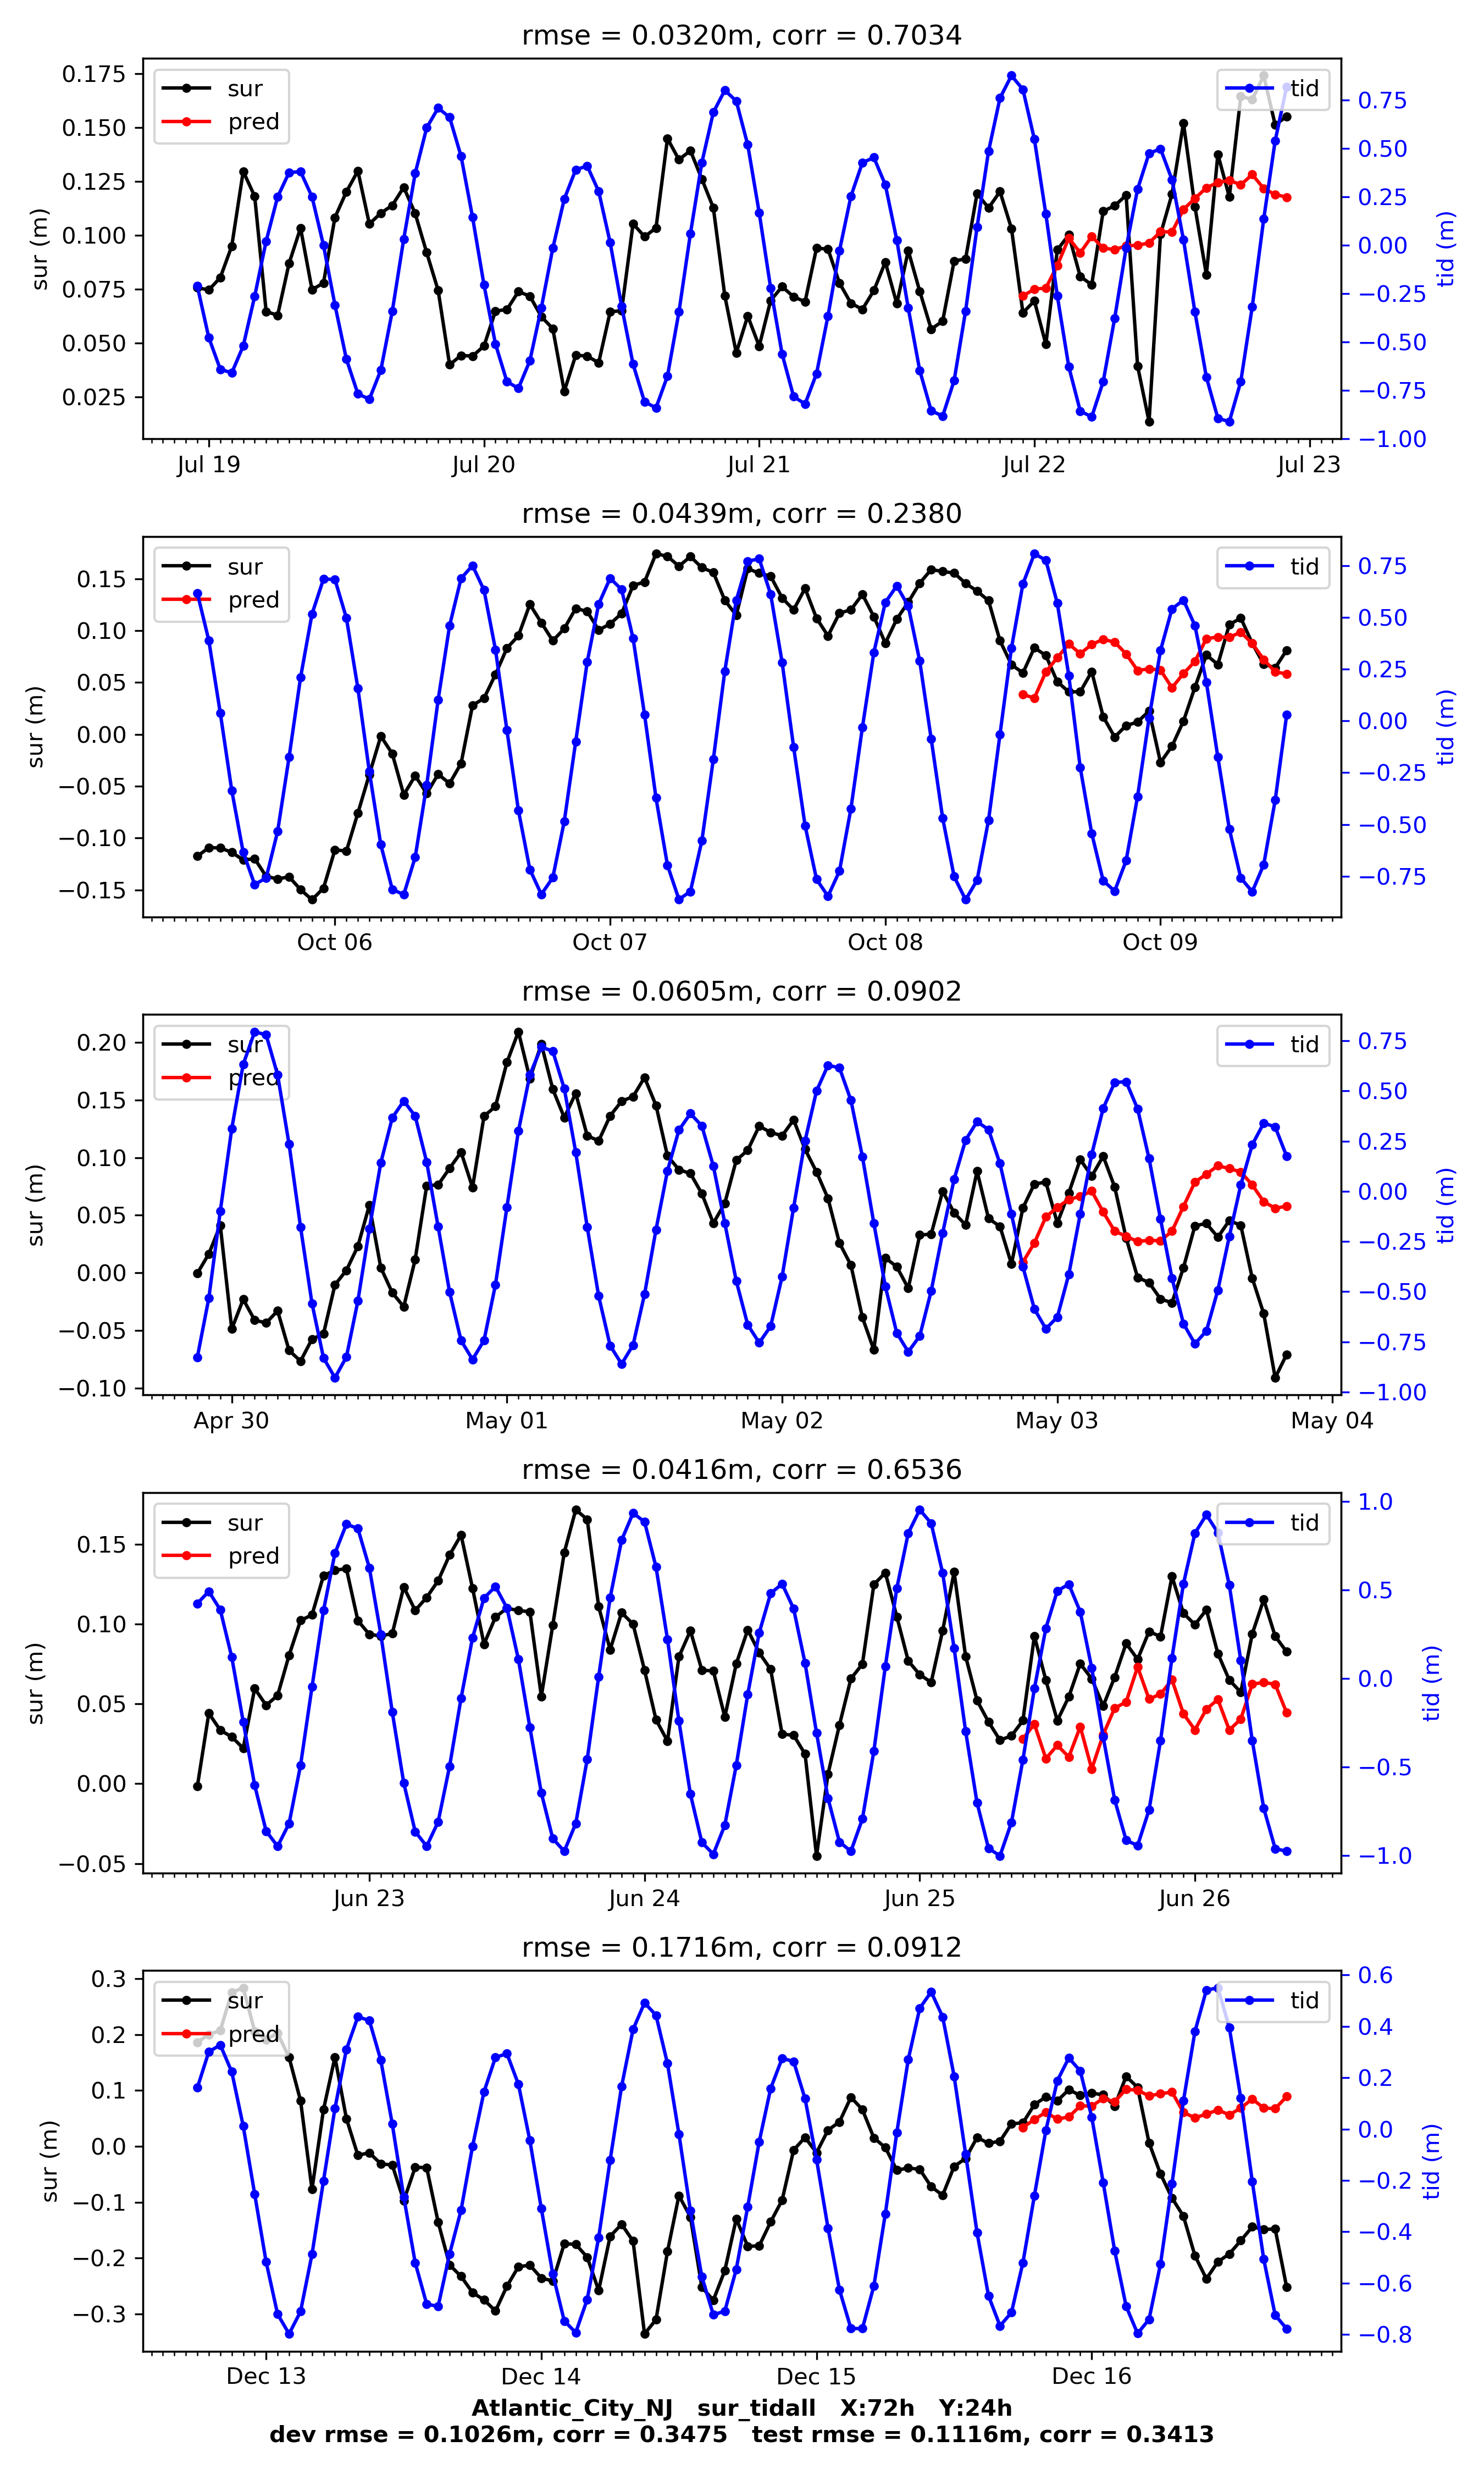 rmse = 0.0320m, corr = 0.7034
sur
pred
tid
0.175
0.150
0.125
0.100
0.075
0.050
0.025
sur (m)
0.75
0.50
0.25
0.00
−0.25
−0.50
−0.75
−1.00
tid (m)
Jul 19 Jul 20 Jul 21 Jul 22 Jul 23
rmse = 0.0439m, corr = 0.2380
sur
pred
tid
0.15
0.10
0.05
0.00
−0.05
−0.10
−0.15
sur (m)
0.75
0.50
0.25
0.00
−0.25
−0.50
−0.75
tid (m)
Oct 06 Oct 07 Oct 08 Oct 09
rmse = 0.0605m, corr = 0.0902
sur
pred
tid
0.20
0.15
0.10
0.05
0.00
−0.05
−0.10
sur (m)
0.75
0.50
0.25
0.00
−0.25
−0.50
−0.75
−1.00
tid (m)
Apr 30 May 01 May 02 May 03 May 04
rmse = 0.0416m, corr = 0.6536
sur
pred
tid
0.15
0.10
0.05
0.00
−0.05
sur (m)
1.0
0.5
0.0
−0.5
−1.0
tid (m)
Jun 23 Jun 24 Jun 25 Jun 26
rmse = 0.1716m, corr = 0.0912
sur
pred
tid
0.3
0.2
0.1
0.0
−0.1
−0.2
−0.3
sur (m)
0.6
0.4
0.2
0.0
−0.2
−0.4
−0.6
−0.8
tid (m)
Dec 13 Dec 14 Dec 15 Dec 16
Atlantic_City_NJ sur_tidall X:72h Y:24h
dev rmse = 0.1026m, corr = 0.3475 test rmse = 0.1116m, corr = 0.3413